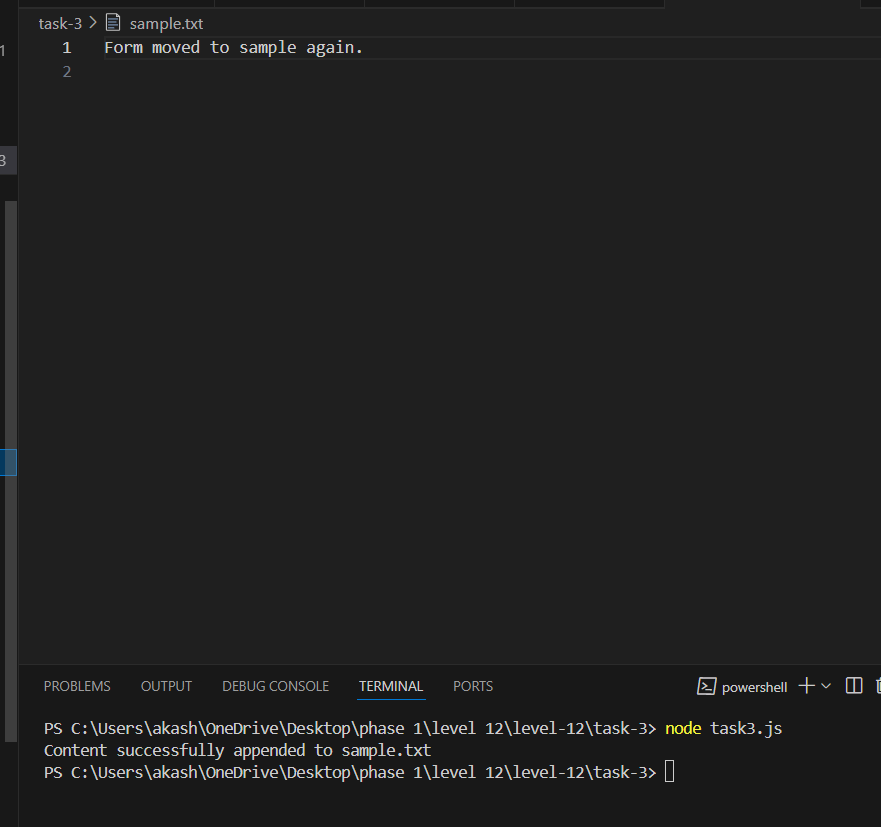 task-3 > sample.txt
1 Form moved to sample again.
2
1
3
PROBLEMS OUTPUT DEBUG CONSOLE TERMINAL PORTS powershell
PS C:\Users\akash\OneDrive\Desktop\phase 1\level 12\level-12\task-3> node task3.js
Content successfully appended to sample.txt
PS C:\Users\akash\OneDrive\Desktop\phase 1\level 12\level-12\task-3>